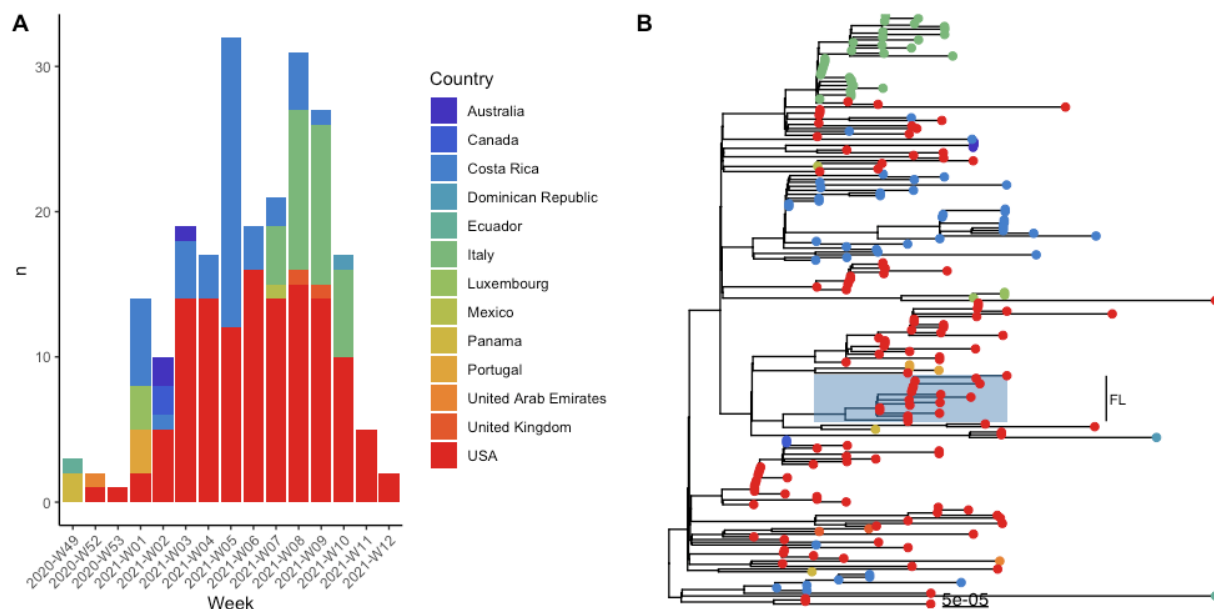 A
B
30
20
10
0
n
2020-W49
2020-W52
2020-W53
2021-W01
2021-W02
2021-W03
2021-W04
2021-W05
2021-W06
2021-W07
2021-W08
2021-W09
2021-W10
2021-W11
2021-W12
Week
Country
Australia
Canada
Costa Rica
Dominican Republic
Ecuador
Italy
Luxembourg
Mexico
Panama
Portugal
United Arab Emirates
United Kingdom
USA
FL
5e-05